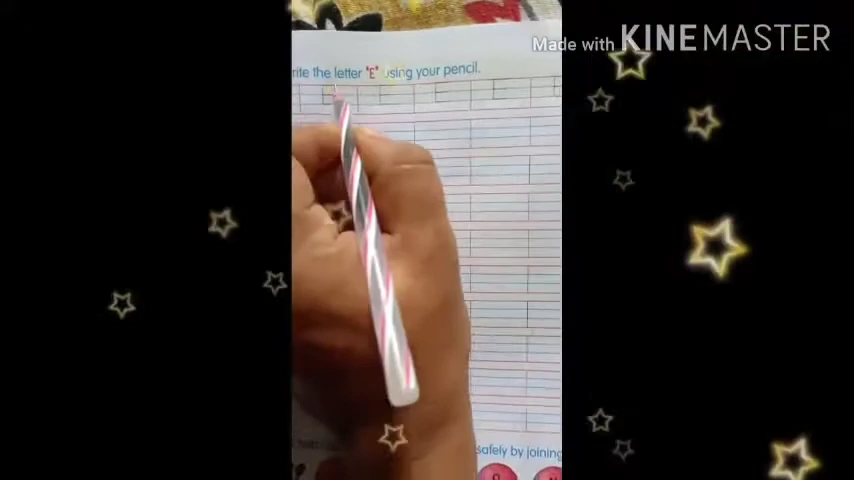 Made with KINEMASTER
rite the letter 'E' using your pencil.
E E E E E
safely by joining